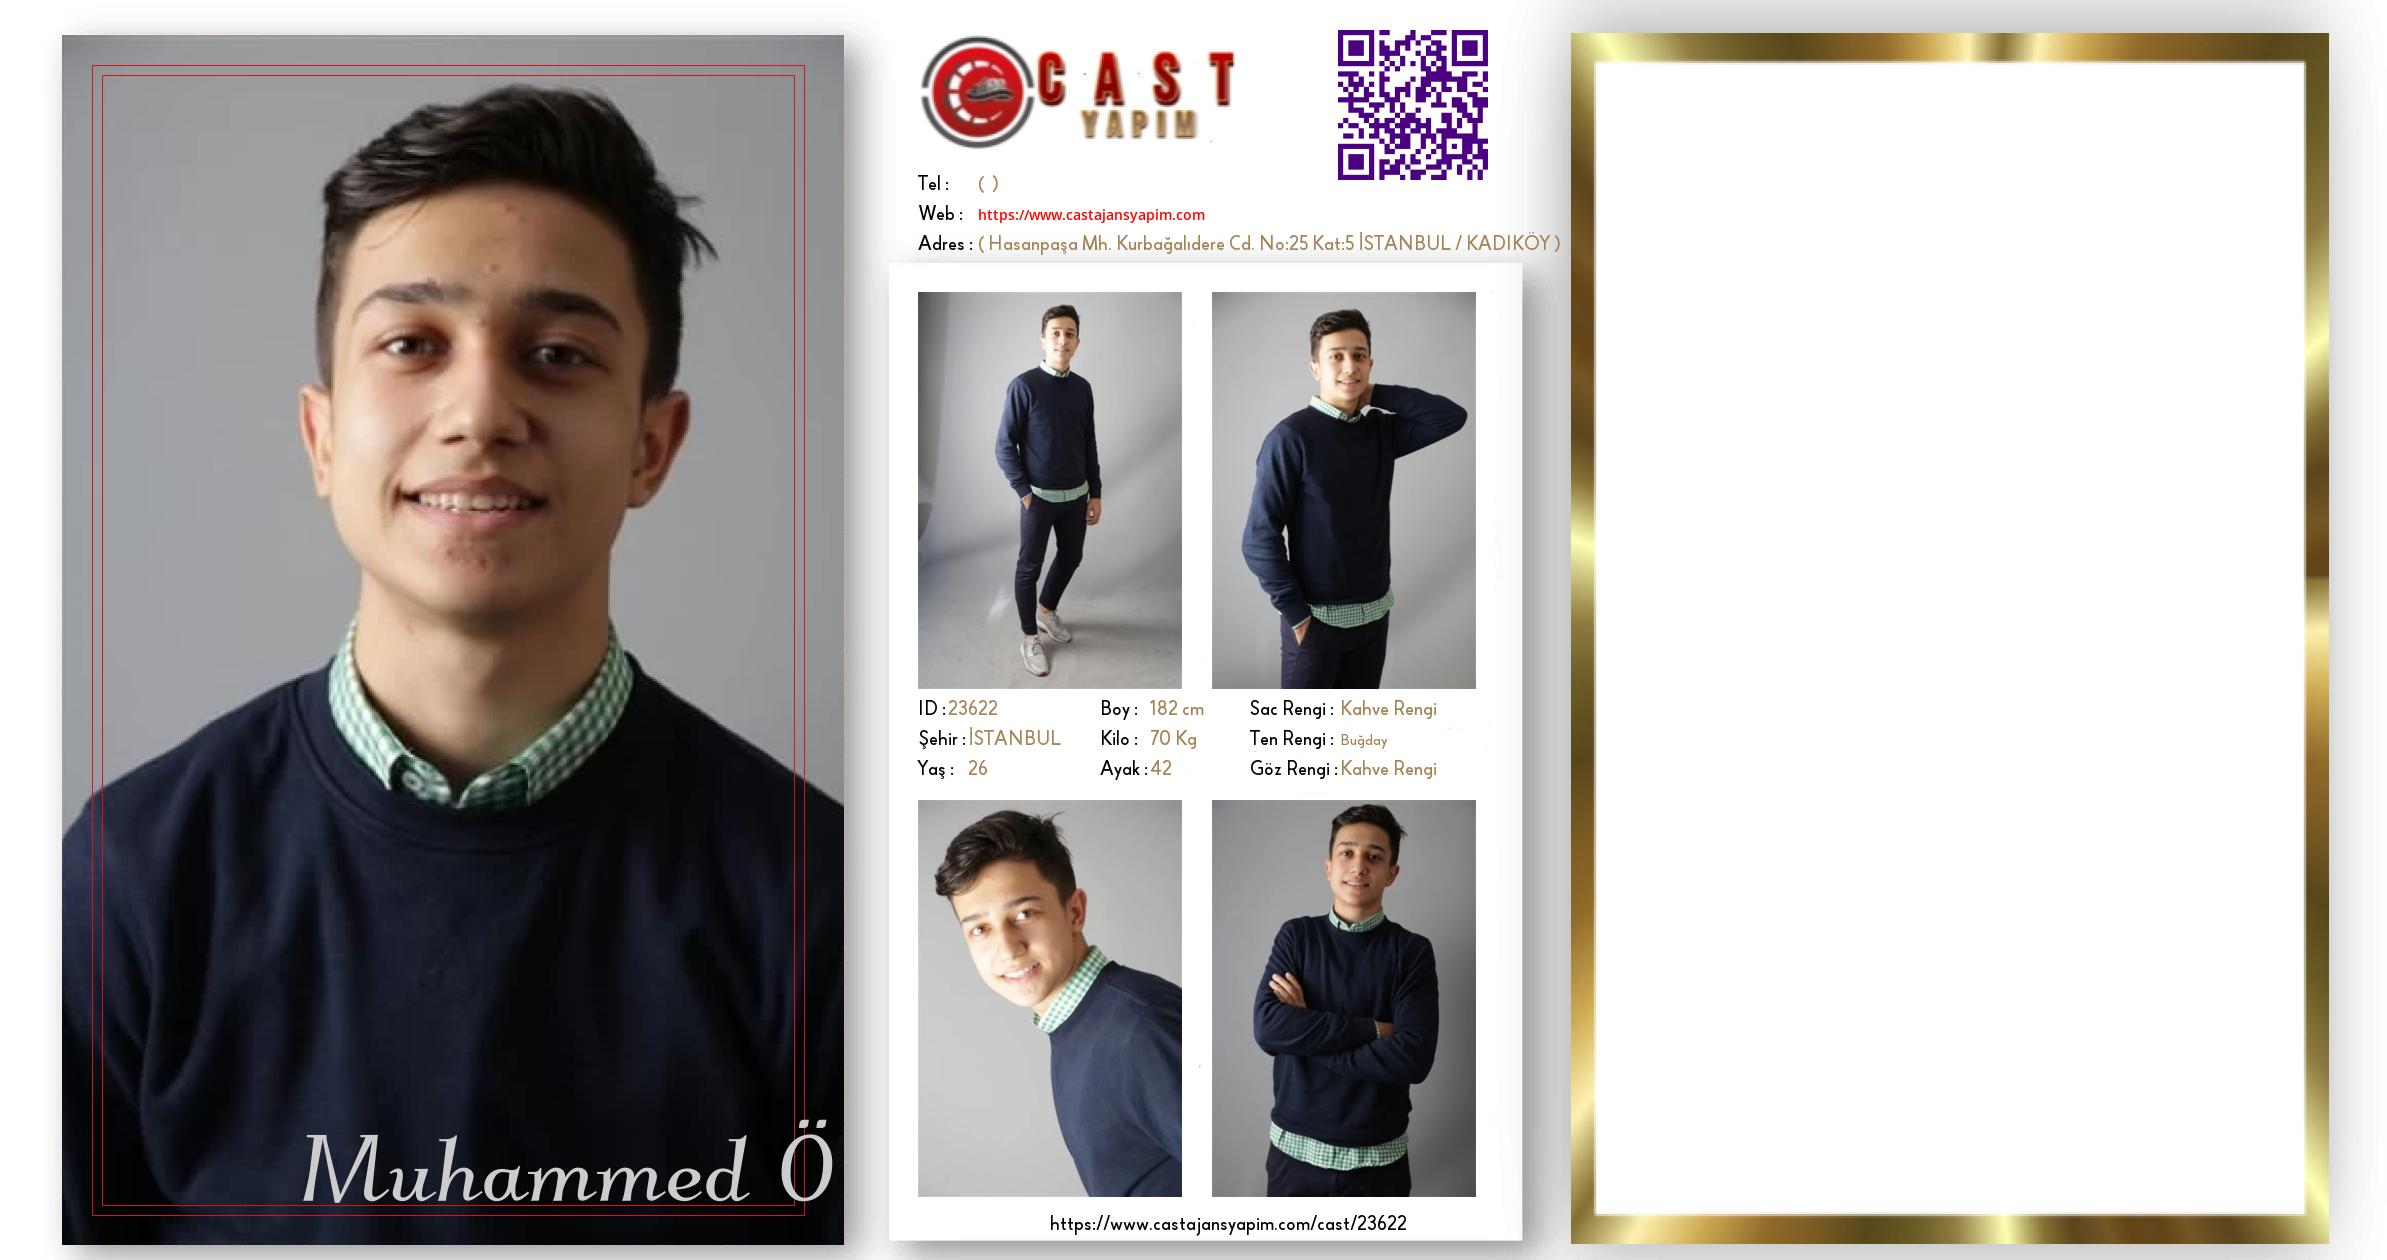 Muhammed Ö
CAST
YAPIM
Tel : ( )
Web : https://www.castajansyapim.com
Adres : ( Hasanpaşa Mh. Kurbağalıdere Cd. No:25 Kat:5 İSTANBUL / KADIKÖY )
ID : 23622 Boy : 182 cm Sac Rengi : Kahve Rengi
Şehir : İSTANBUL Kilo : 70 Kg Ten Rengi : Buğday
Yaş : 26 Ayak : 42 Göz Rengi : Kahve Rengi
https://www.castajansyapim.com/cast/23622